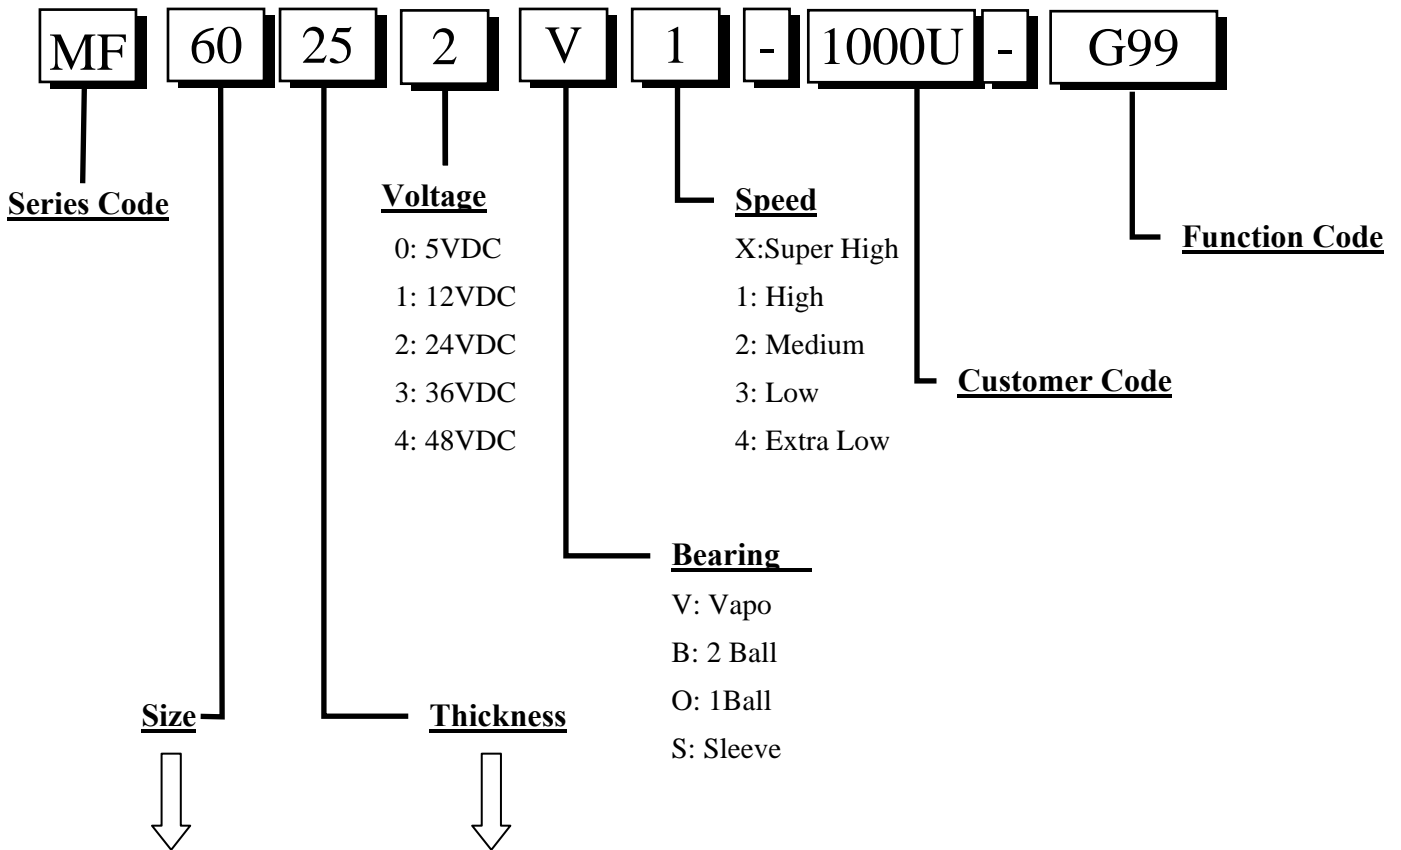 MF 60 25 2 V 1 - 1000U - G99
Series Code
Voltage
0: 5VDC
1: 12VDC
2: 24VDC
3: 36VDC
4: 48VDC
Speed
X:Super High
1: High
2: Medium
3: Low
4: Extra Low
Function Code
Customer Code
Bearing
V: Vapo
B: 2 Ball
O: 1Ball
S: Sleeve
Size
Thickness